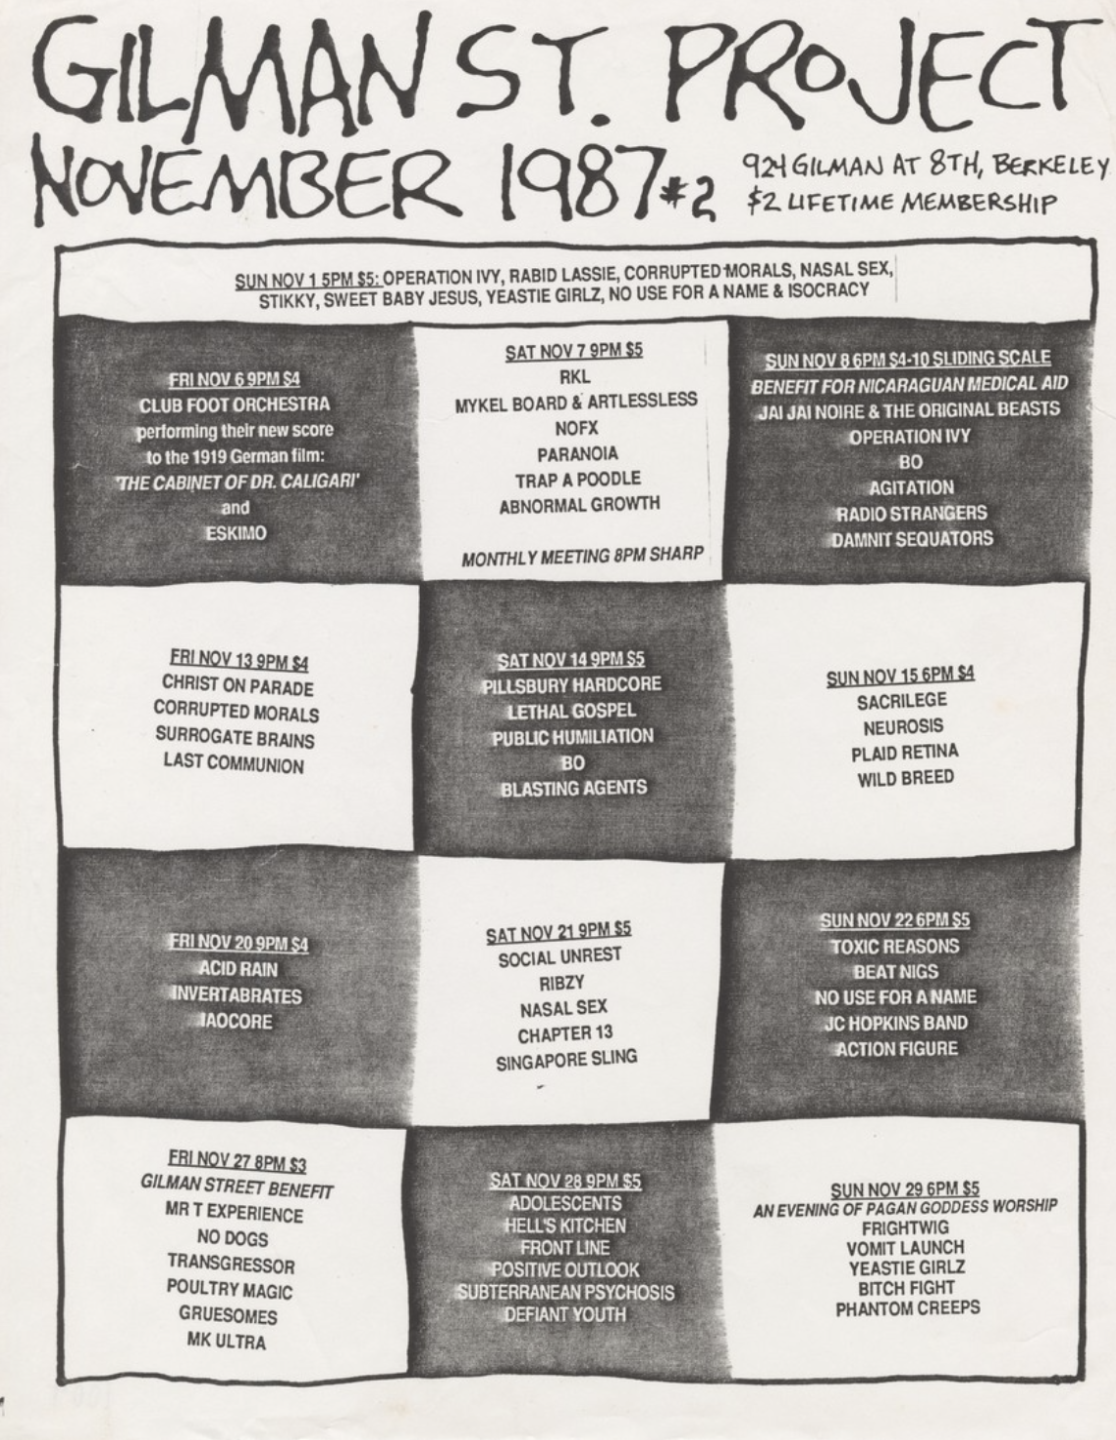 GILMAN ST. PROJECT
NOVEMBER 1987 #2
924 GILMAN AT 8TH, BERKELEY
$2 LIFETIME MEMBERSHIP
SUN NOV 1 5PM $5: OPERATION IVY, RABID LASSIE, CORRUPTED MORALS, NASAL SEX,
STIKKY, SWEET BABY JESUS, YEASTIE GIRLZ, NO USE FOR A NAME & ISOCRACY
FRI NOV 6 9PM $4
CLUB FOOT ORCHESTRA
performing their new score
to the 1919 German film:
'THE CABINET OF DR. CALIGARI'
and
ESKIMO
SAT NOV 7 9PM $5
RKL
MYKEL BOARD & ARTLESSLESS
NOFX
PARANOIA
TRAP A POODLE
ABNORMAL GROWTH
MONTHLY MEETING 8PM SHARP
SUN NOV 8 6PM $4-10 SLIDING SCALE
BENEFIT FOR NICARAGUAN MEDICAL AID
JAI JAI NOIRE & THE ORIGINAL BEASTS
OPERATION IVY
BO
AGITATION
RADIO STRANGERS
DAMNIT SEQUATORS
FRI NOV 13 9PM $4
CHRIST ON PARADE
CORRUPTED MORALS
SURROGATE BRAINS
LAST COMMUNION
SAT NOV 14 9PM $5
PILLSBURY HARDCORE
LETHAL GOSPEL
PUBLIC HUMILIATION
BO
BLASTING AGENTS
SUN NOV 15 6PM $4
SACRILEGE
NEUROSIS
PLAID RETINA
WILD BREED
FRI NOV 20 9PM $4
ACID RAIN
INVERTABRATES
IAOCORE
SAT NOV 21 9PM $5
SOCIAL UNREST
RIBZY
NASAL SEX
CHAPTER 13
SINGAPORE SLING
SUN NOV 22 6PM $5
TOXIC REASONS
BEAT NIGS
NO USE FOR A NAME
JC HOPKINS BAND
ACTION FIGURE
FRI NOV 27 8PM $3
GILMAN STREET BENEFIT
MR T EXPERIENCE
NO DOGS
TRANSGRESSOR
POULTRY MAGIC
GRUESOMES
MK ULTRA
SAT NOV 28 9PM $5
ADOLESCENTS
HELL'S KITCHEN
FRONT LINE
POSITIVE OUTLOOK
SUBTERRANEAN PSYCHOSIS
DEFIANT YOUTH
SUN NOV 29 6PM $5
AN EVENING OF PAGAN GODDESS WORSHIP
FRIGHTWIG
VOMIT LAUNCH
YEASTIE GIRLZ
BITCH FIGHT
PHANTOM CREEPS